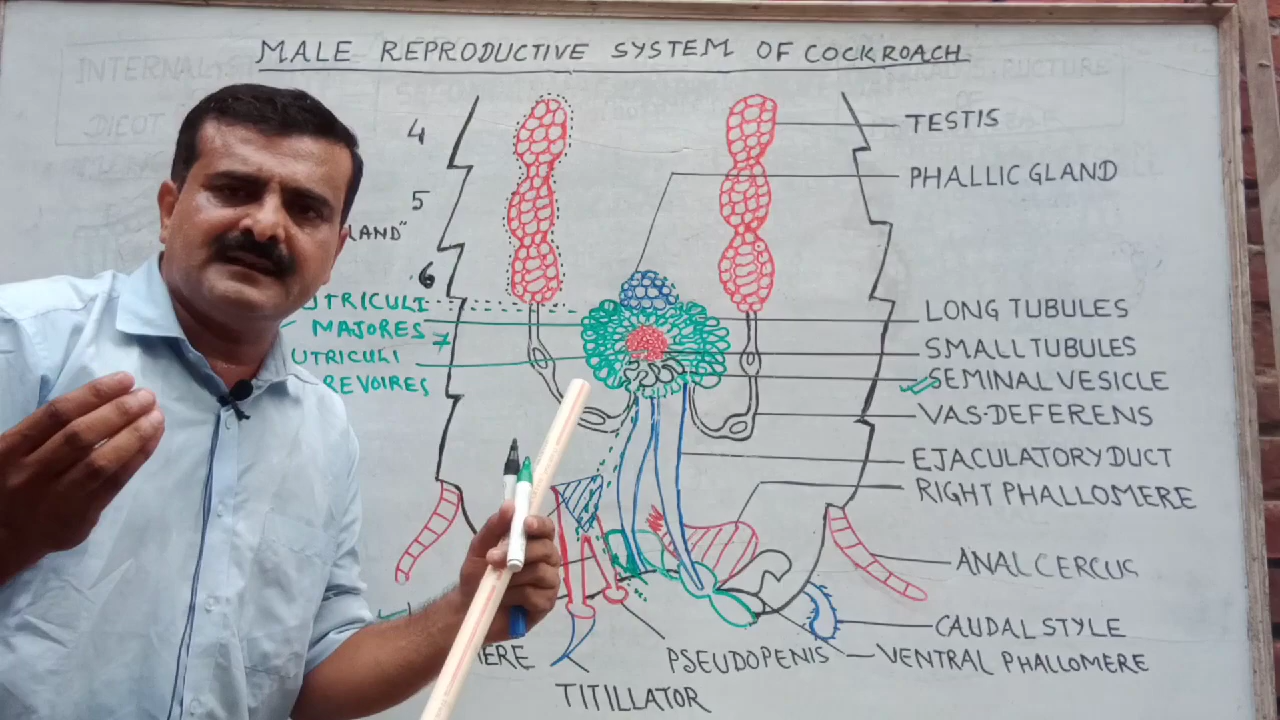 MALE REPRODUCTIVE SYSTEM OF COCKROACH
4
5
6
7
LAND"
UTRICULI
MAJORES
UTRICULI
REVOIRES
TESTIS
PHALLIC GLAND
LONG TUBULES
SMALL TUBULES
SEMINAL VESICLE
VAS-DEFERENS
EJACULATORY DUCT
RIGHT PHALLOMERE
ANAL CERCUS
CAUDAL STYLE
MERE
PSEUDOPENIS
VENTRAL PHALLOMERE
TITILLATOR